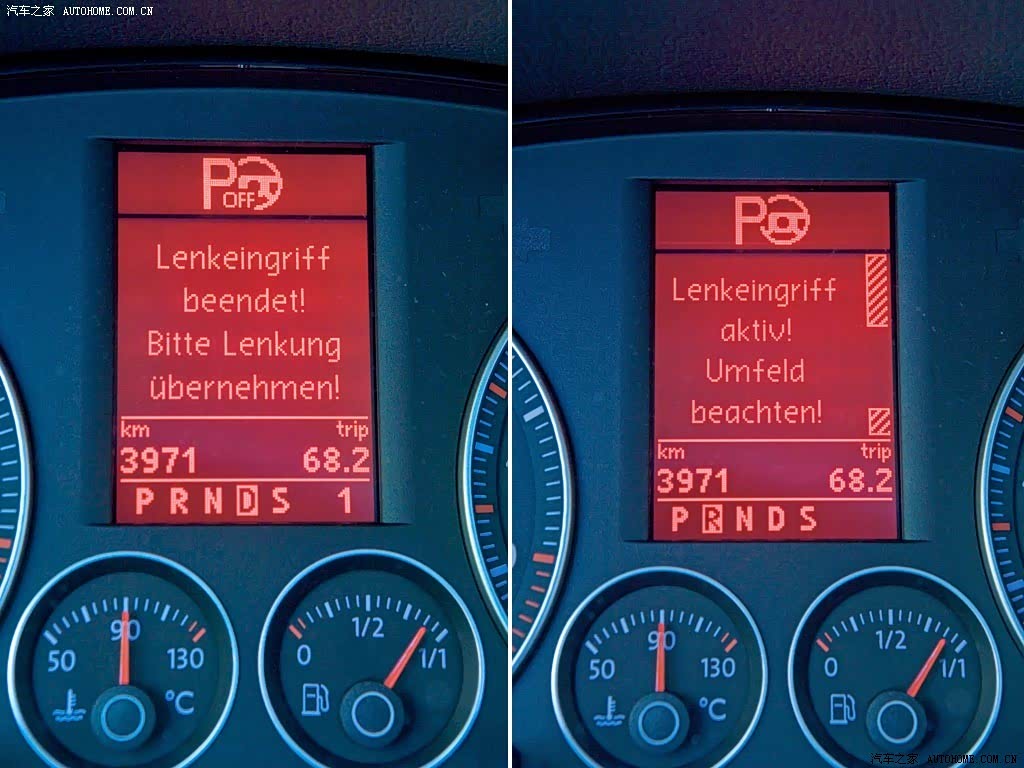 汽车之家 AUTOHOME.COM.CN
P OFF
Lenkeingriff
beendet!
Bitte Lenkung
übernehmen!
km trip
3971 68.2
P R N D S 1
50 90 130
°C
0 1/2 1/1
P
Lenkeingriff
aktiv!
Umfeld
beachten!
km trip
3971 68.2
P R N D S
50 90 130
°C
0 1/2 1/1
汽车之家 AUTOHOME.COM.CN